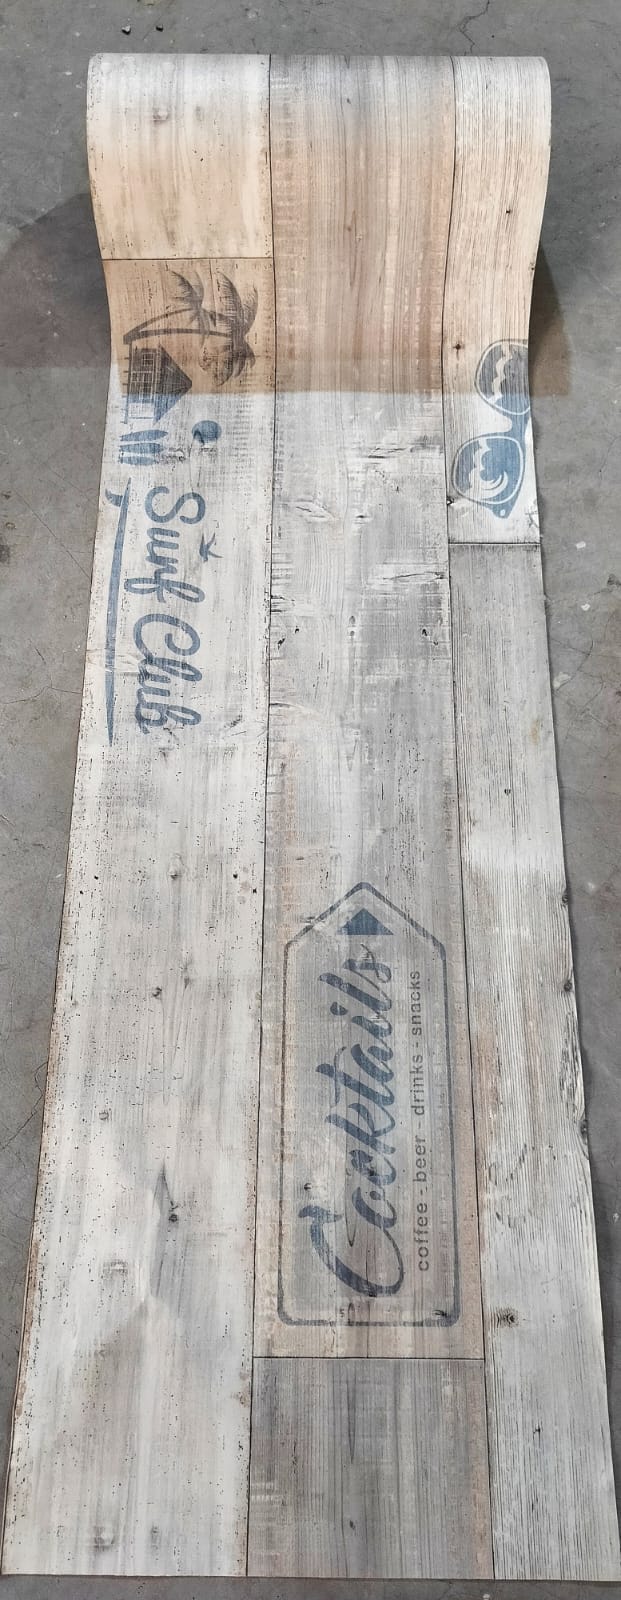 Surf Club
Cocktails
coffee - beer - drinks - snacks